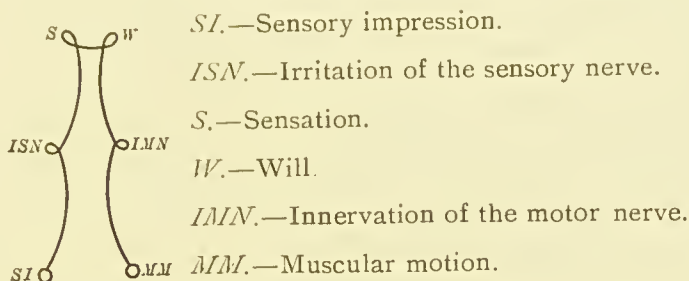 S W
ISN IMN
SI MM
SI.—Sensory impression.
ISN.—Irritation of the sensory nerve.
S.—Sensation.
W.—Will.
IMN.—Innervation of the motor nerve.
MM.—Muscular motion.